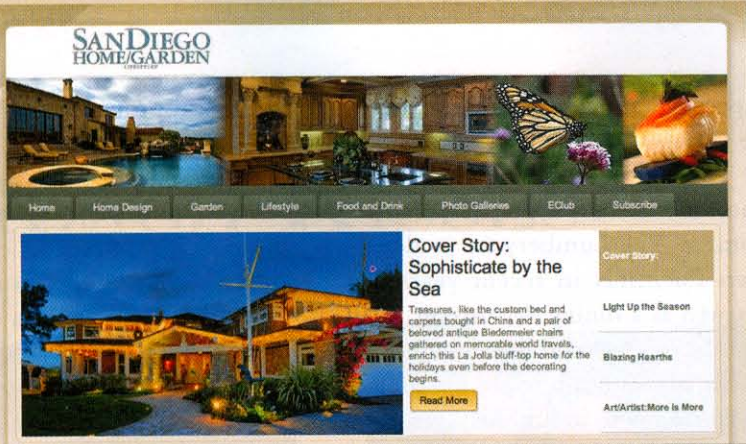 SAN DIEGO
HOME/GARDEN
LIFESTYLES
Home Home Design Garden Lifestyle Food and Drink Photo Galleries EClub Subscribe
Cover Story:
Sophisticate by the
Sea
Treasures, like the custom bed and
carpets bought in China and a pair of
beloved antique Biedermeier chairs
gathered on memorable world travels,
enrich this La Jolla bluff-top home for the
holidays even before the decorating
begins.
Read More
Cover Story:
Light Up the Season
Blazing Hearths
Art/Artist:More is More